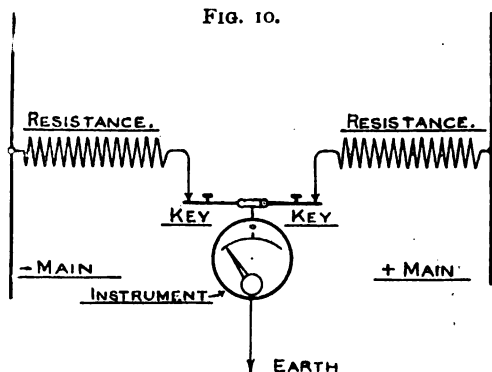 FIG. 10.
RESISTANCE. RESISTANCE.
KEY KEY
- MAIN + MAIN
INSTRUMENT
EARTH